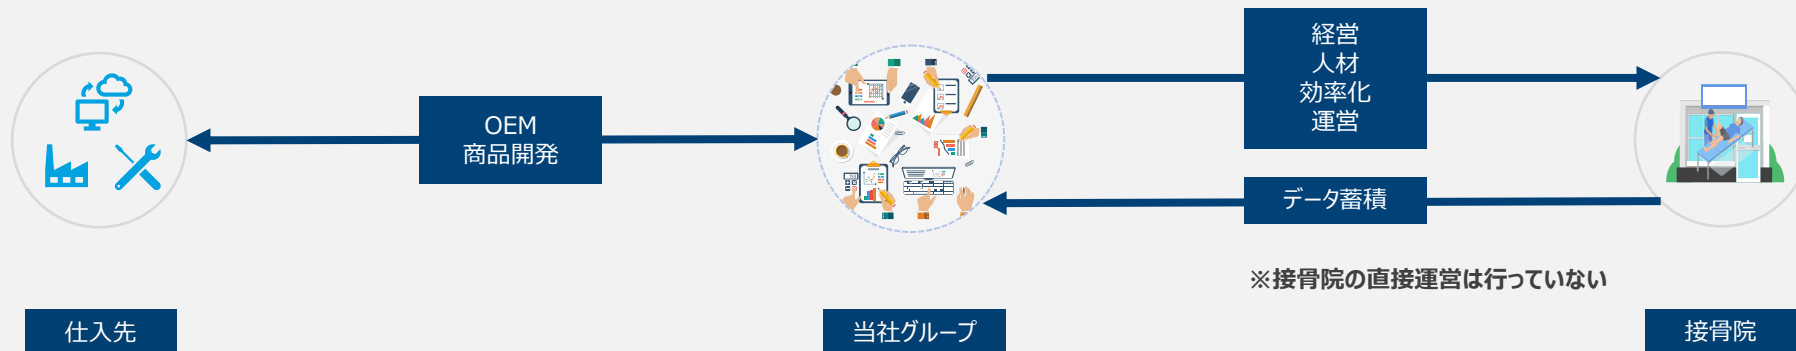 経営
人材
効率化
運営
OEM
商品開発
データ蓄積
※接骨院の直接運営は行っていない
仕入先
当社グループ
接骨院